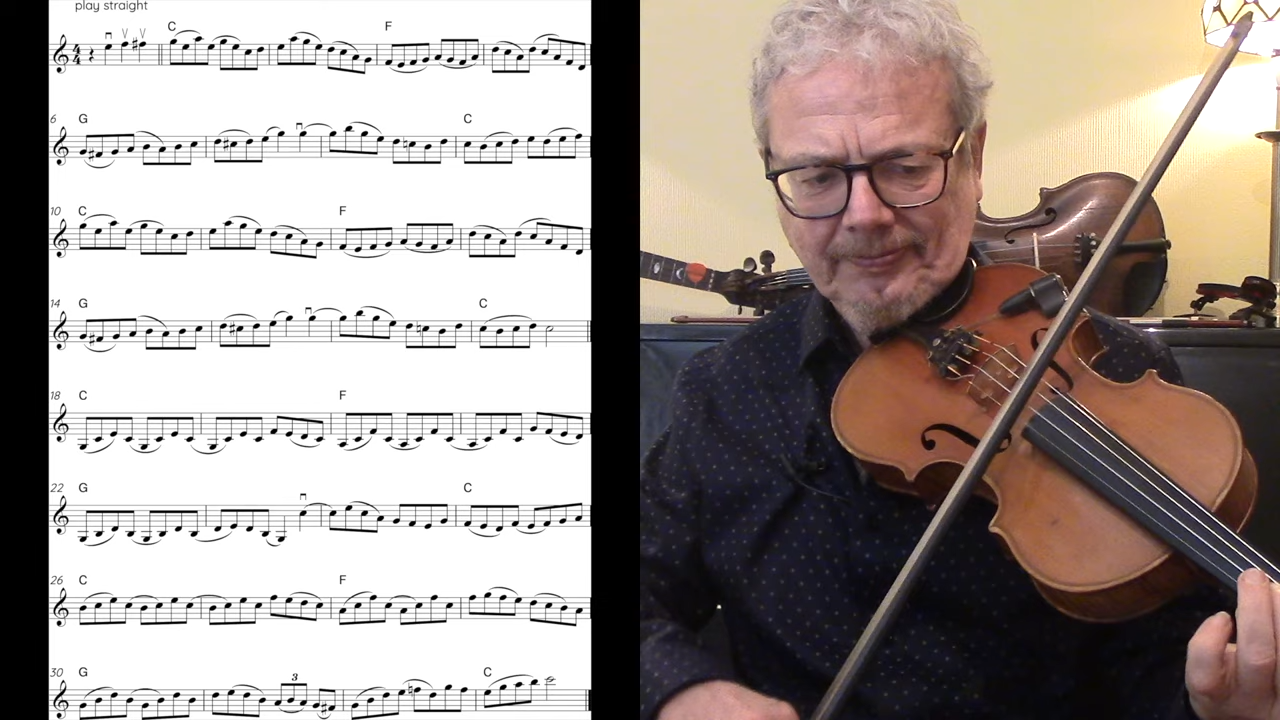 play straight
C F
6 G C
10 C F
14 G C
18 C F
22 G C
26 C F
3
30 G C